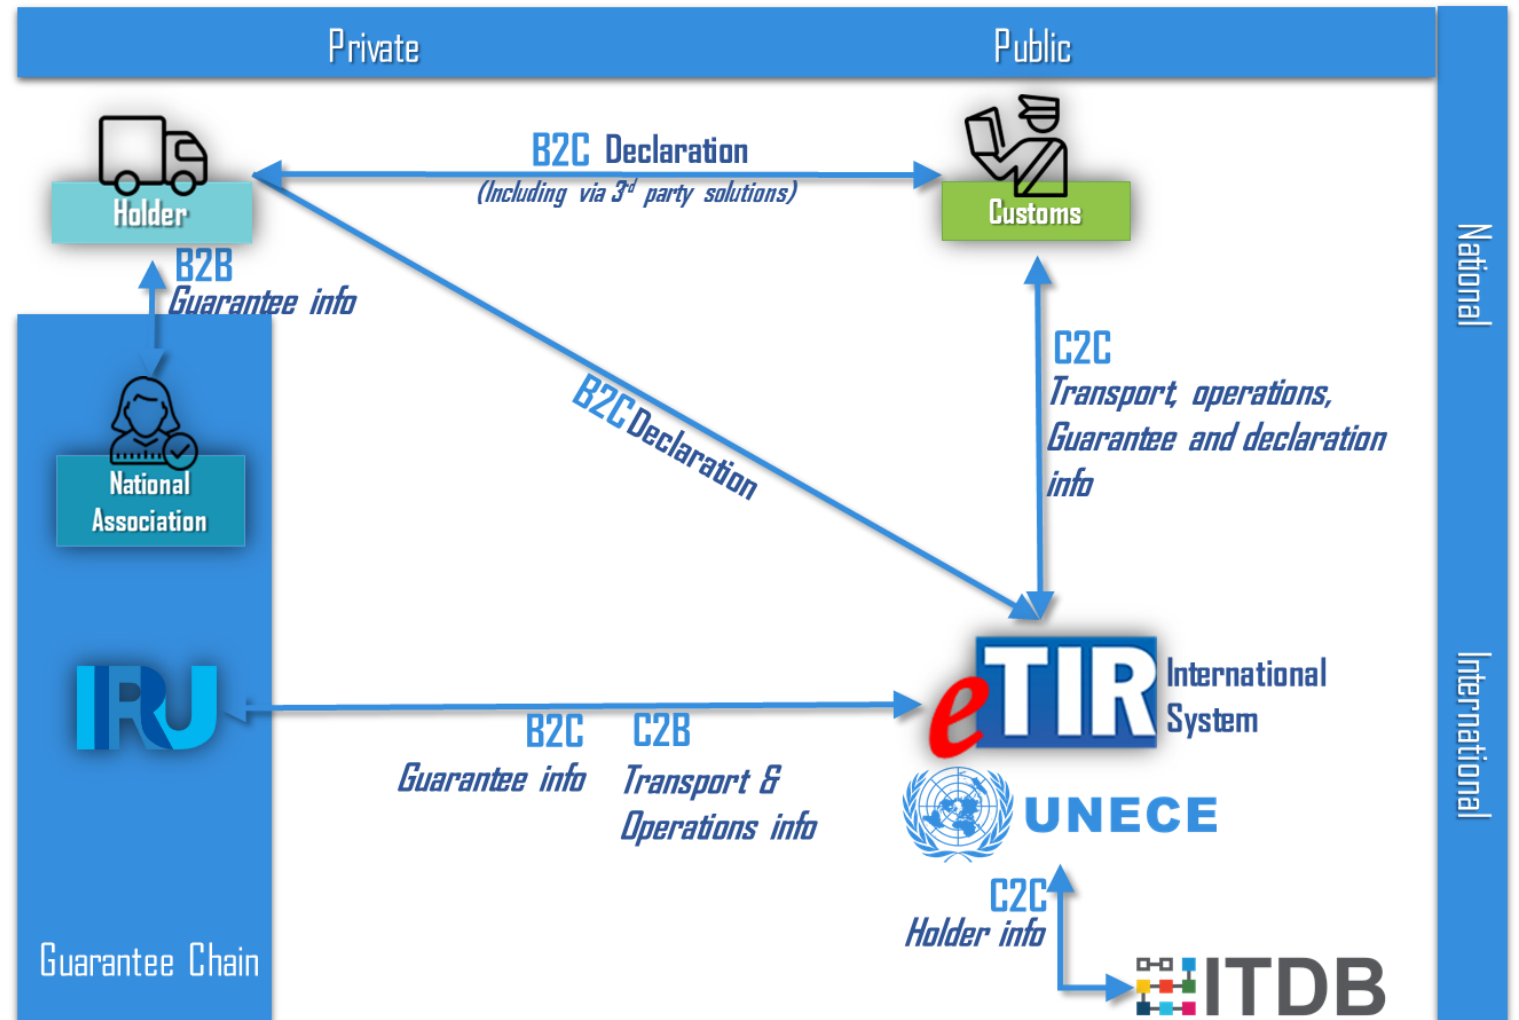 Private
Public
National
International
B2C Declaration
(Including via 3rd party solutions)
Holder
Customs
B2B
Guarantee info
C2C
Transport, operations,
Guarantee and declaration
info
B2C Declaration
National
Association
IRU
eTIR
International
System
B2C
Guarantee info
C2B
Transport &
Operations info
UNECE
C2C
Holder info
Guarantee Chain
ITDB